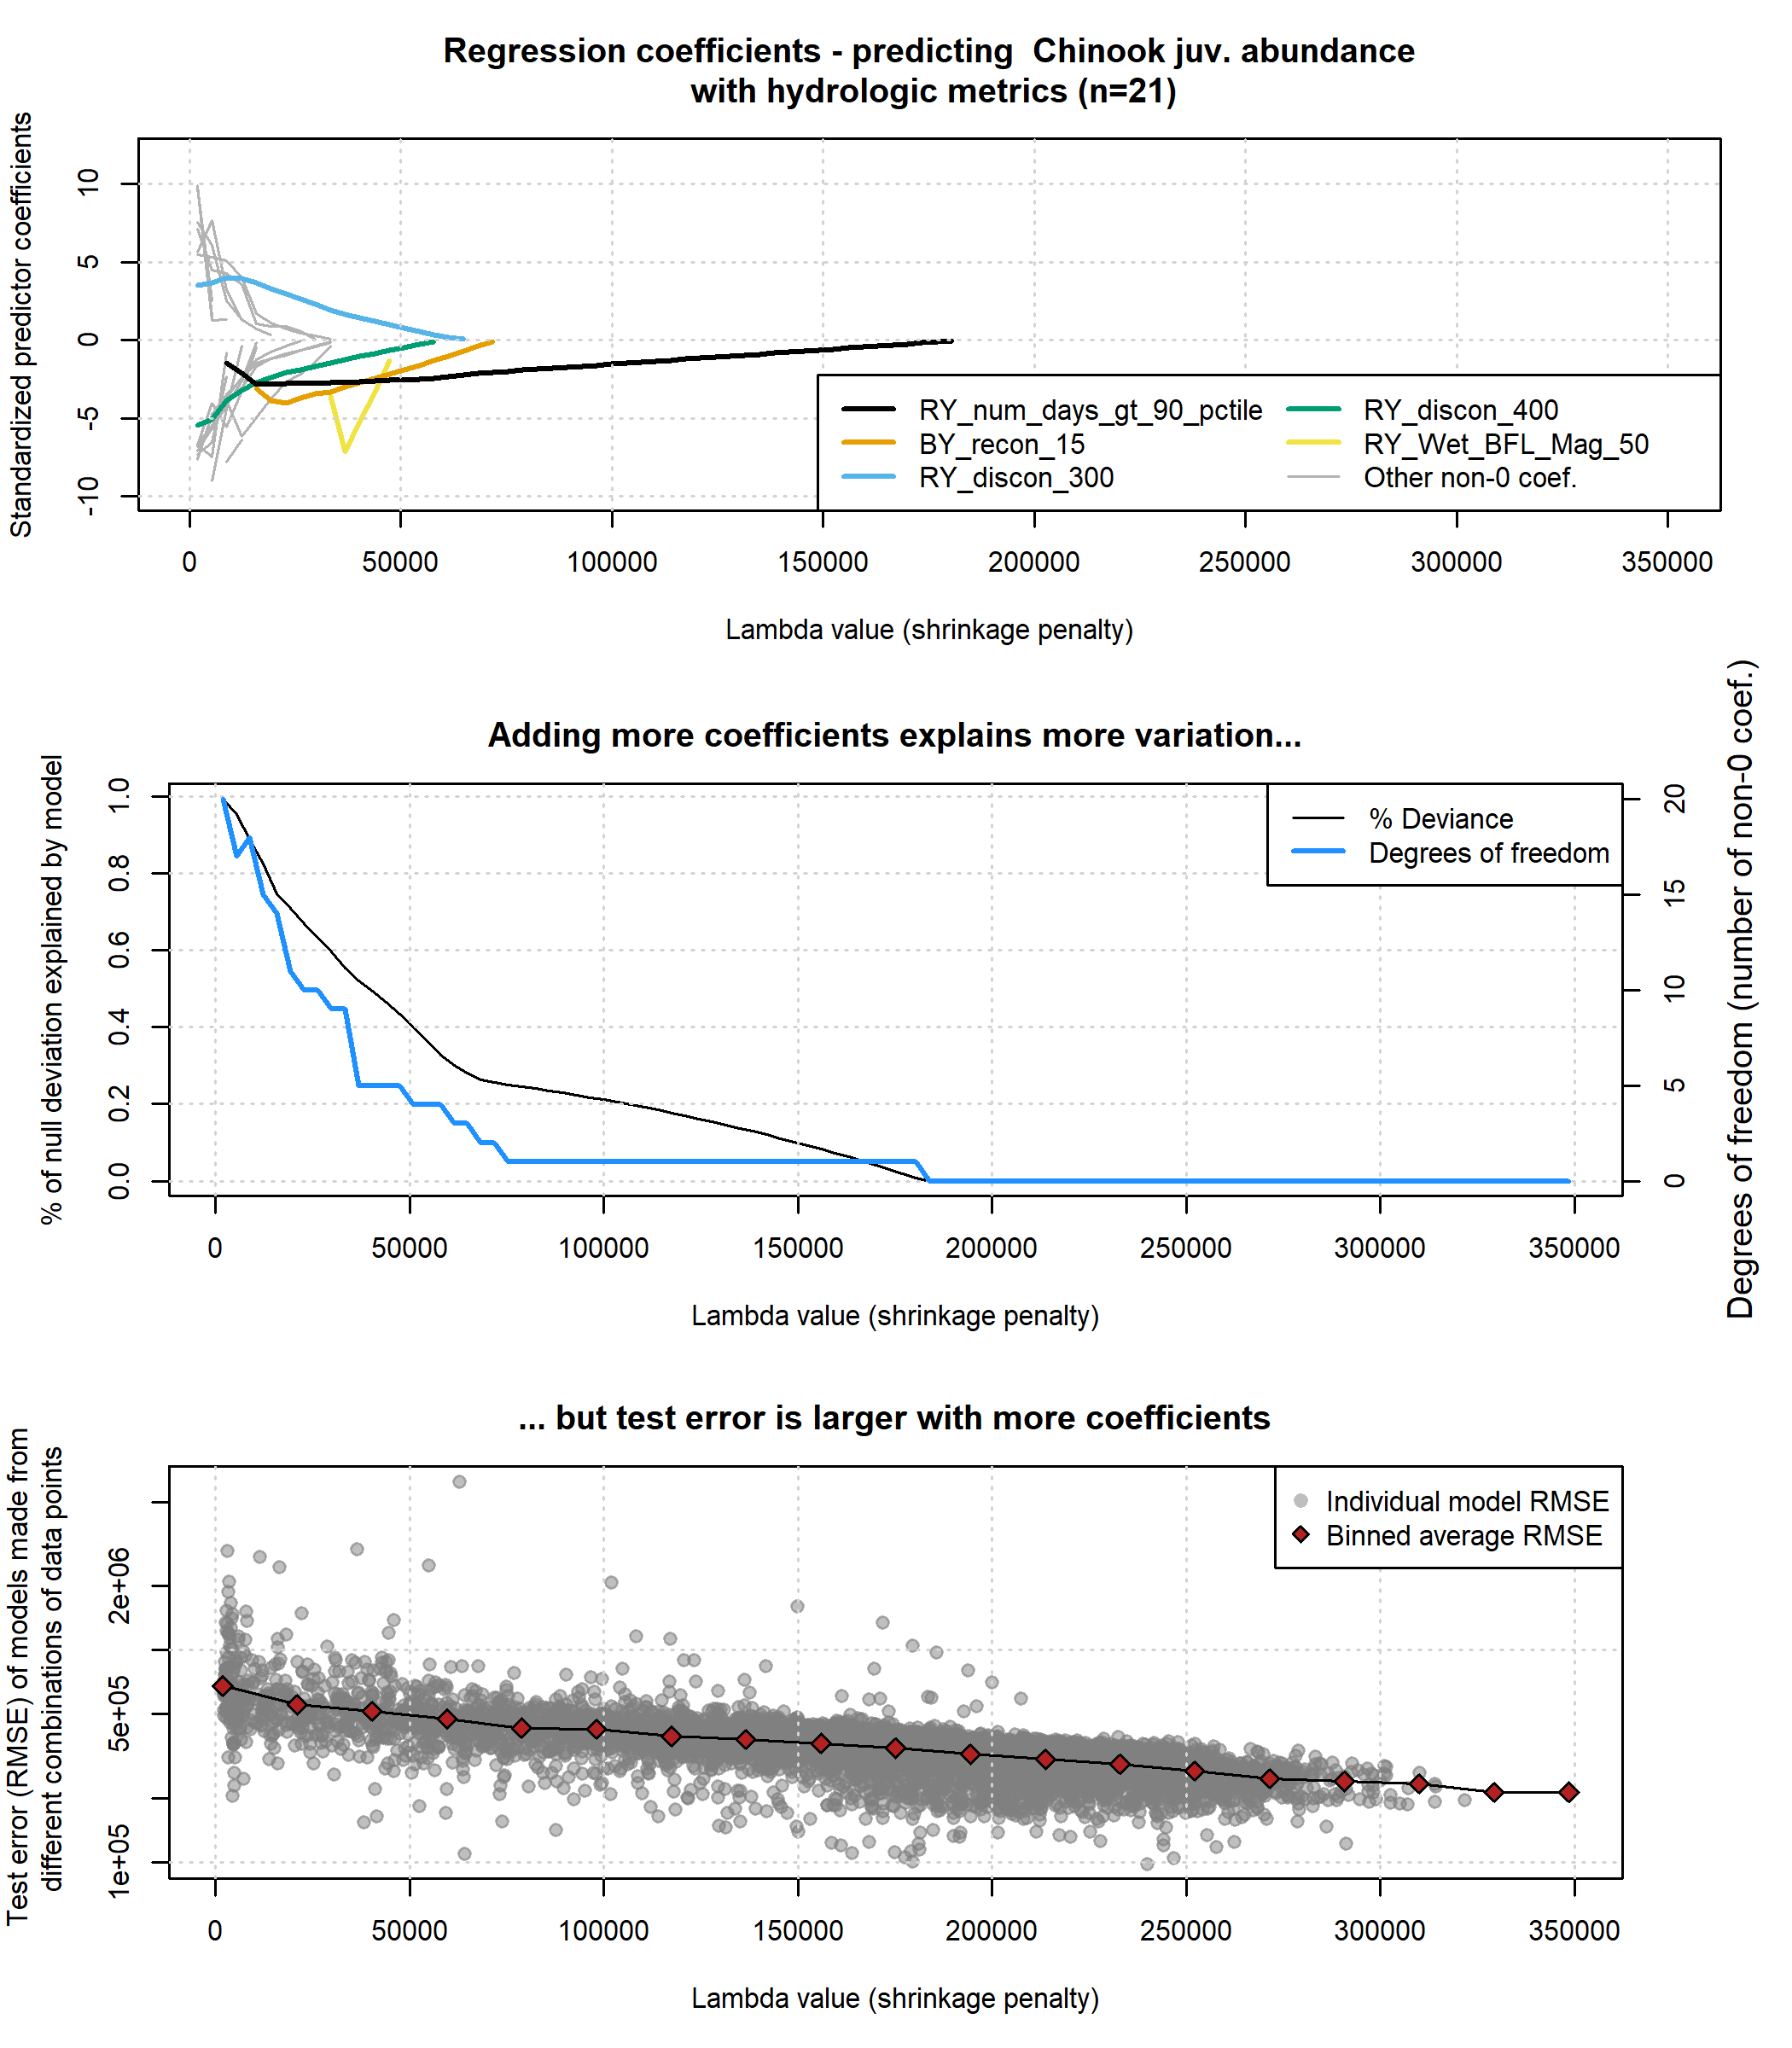 Regression coefficients - predicting  Chinook juv. abundance
with hydrologic metrics (n=21)
Standardized predictor coefficients
10
5
0
-5
-10
RY_num_days_gt_90_pctile
BY_recon_15
RY_discon_300
RY_discon_400
RY_Wet_BFL_Mag_50
Other non-0 coef.
0 50000 100000 150000 200000 250000 300000 350000
Lambda value (shrinkage penalty)
Adding more coefficients explains more variation...
% of null deviation explained by model
1.0
0.8
0.6
0.4
0.2
0.0
% Deviance
Degrees of freedom
20
15
10
5
0
Degrees of freedom (number of non-0 coef.)
0 50000 100000 150000 200000 250000 300000 350000
Lambda value (shrinkage penalty)
... but test error is larger with more coefficients
Test error (RMSE) of models made from
different combinations of data points
2e+06
5e+05
1e+05
Individual model RMSE
Binned average RMSE
0 50000 100000 150000 200000 250000 300000 350000
Lambda value (shrinkage penalty)